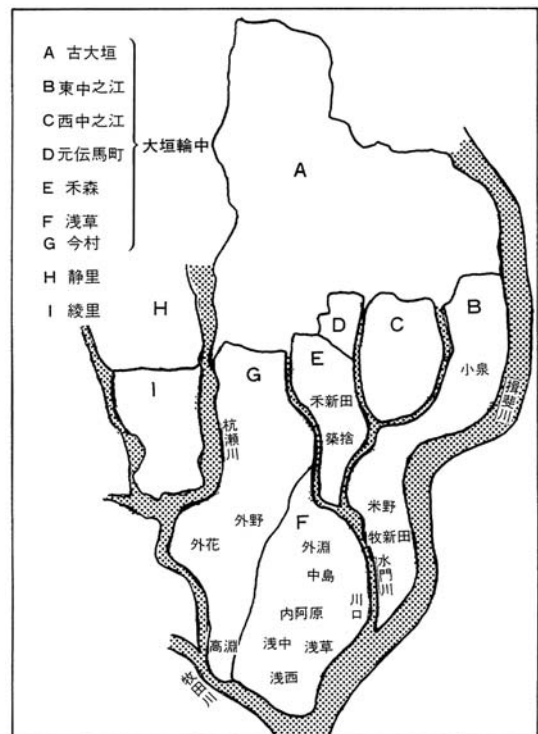 A 古大垣
B 東中之江
C 西中之江
D 元伝馬町
E 禾森
F 浅草
G 今村
大垣輪中
H 静里
I 綾里
A
H
B
D
C
E
小泉
揖斐川
I
G
禾新田
築捨
杭瀬川
F
外野
外花
外淵
中島
米野
牧新田
水門川
川口
内阿原
高淵
浅中
浅草
浅西
牧田川